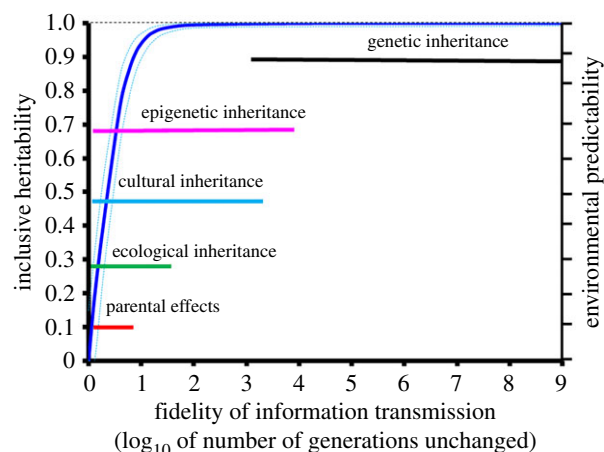 1.0
0.9
0.8
0.7
0.6
0.5
0.4
0.3
0.2
0.1
0
inclusive heritability
genetic inheritance
epigenetic inheritance
cultural inheritance
ecological inheritance
parental effects
environmental predictability
0 1 2 3 4 5 6 7 8 9
fidelity of information transmission
(log10 of number of generations unchanged)